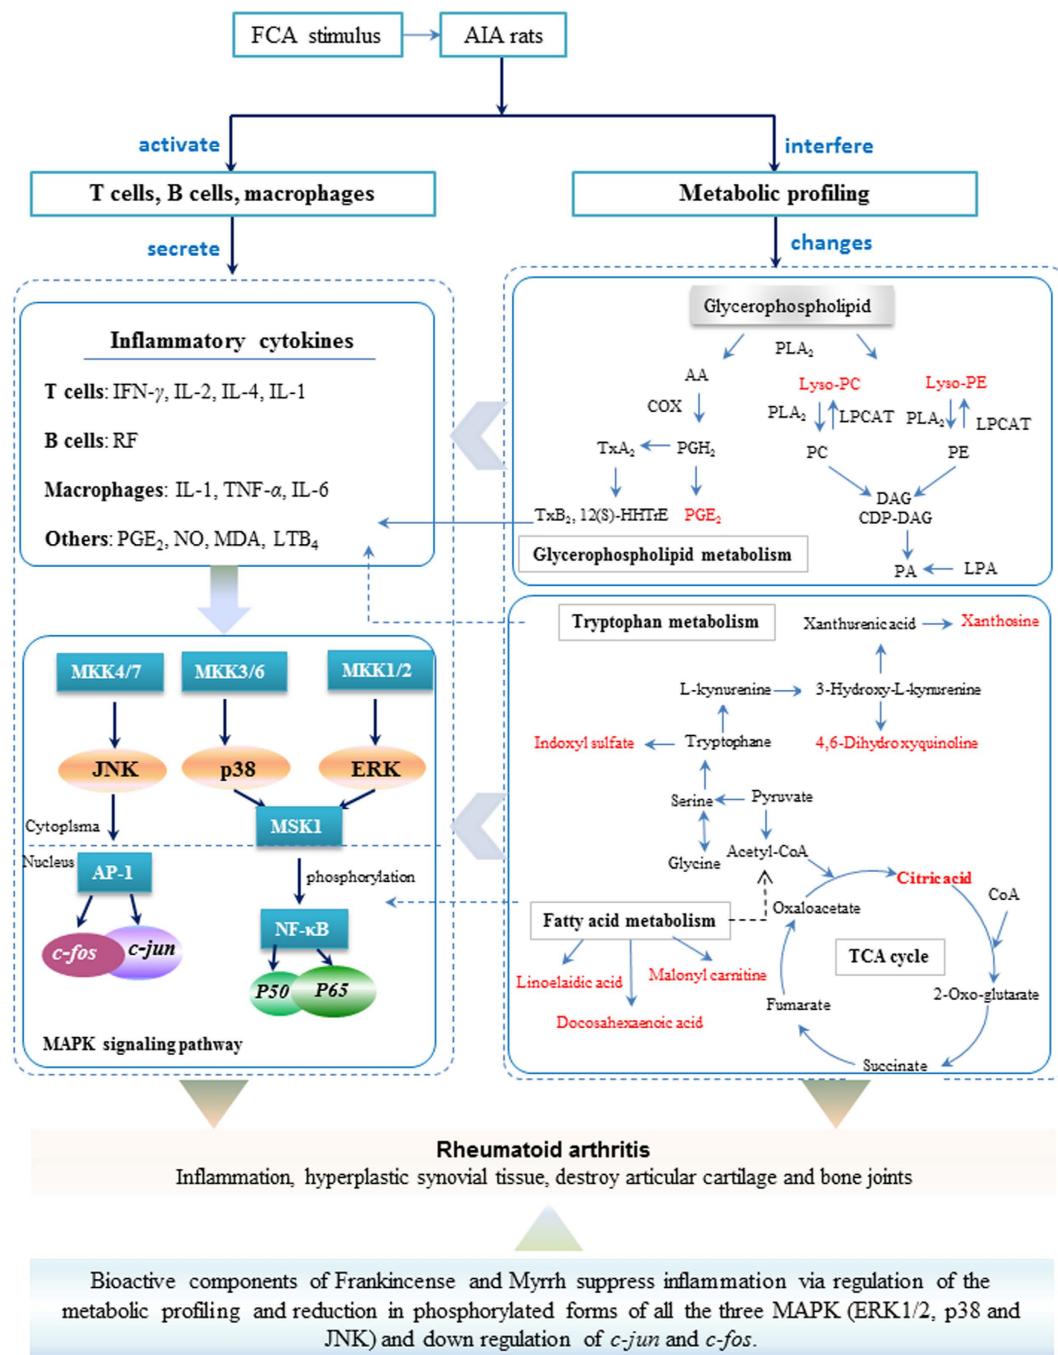 FCA stimulus
AIA rats
activate
interfere
T cells, B cells, macrophages
Metabolic profiling
secrete
changes
Inflammatory cytokines
T cells: IFN-γ, IL-2, IL-4, IL-1
B cells: RF
Macrophages: IL-1, TNF-α, IL-6
Others: PGE₂, NO, MDA, LTB₄
Glycerophospholipid
PLA₂
AA
Lyso-PC
Lyso-PE
COX
PLA₂
LPCAT
PLA₂
LPCAT
TxA₂
PGH₂
PC
PE
DAG
CDP-DAG
TxB₂, 12(S)-HHTrE
PGE₂
Glycerophospholipid metabolism
PA
LPA
MKK4/7
MKK3/6
MKK1/2
JNK
p38
ERK
Cytoplsma
MSK1
Nucleus
AP-1
phosphorylation
NF-κB
c-fos
c-jun
P50
P65
MAPK signaling pathway
Tryptophan metabolism
Xanthurenic acid
Xanthosine
L-kynurenine
3-Hydroxy-L-kynurenine
Indoxyl sulfate
Tryptophane
4,6-Dihydroxyquinoline
Serine
Pyruvate
Glycine
Acetyl-CoA
Citric acid
CoA
Fatty acid metabolism
Oxaloacetate
TCA cycle
Linoelaidic acid
Malonyl carnitine
2-Oxo-glutarate
Docosahexaenoic acid
Fumarate
Succinate
Rheumatoid arthritis
Inflammation, hyperplastic synovial tissue, destroy articular cartilage and bone joints
Bioactive components of Frankincense and Myrrh suppress inflammation via regulation of the
metabolic profiling and reduction in phosphorylated forms of all the three MAPK (ERK1/2, p38 and
JNK) and down regulation of c-jun and c-fos.